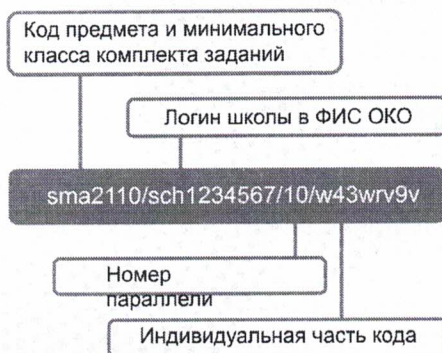 Код предмета и минимального
класса комплекта заданий
Логин школы в ФИС ОКО
sma2110/sch1234567/10/w43wrv9v
Номер
параллели
Индивидуальная часть кода